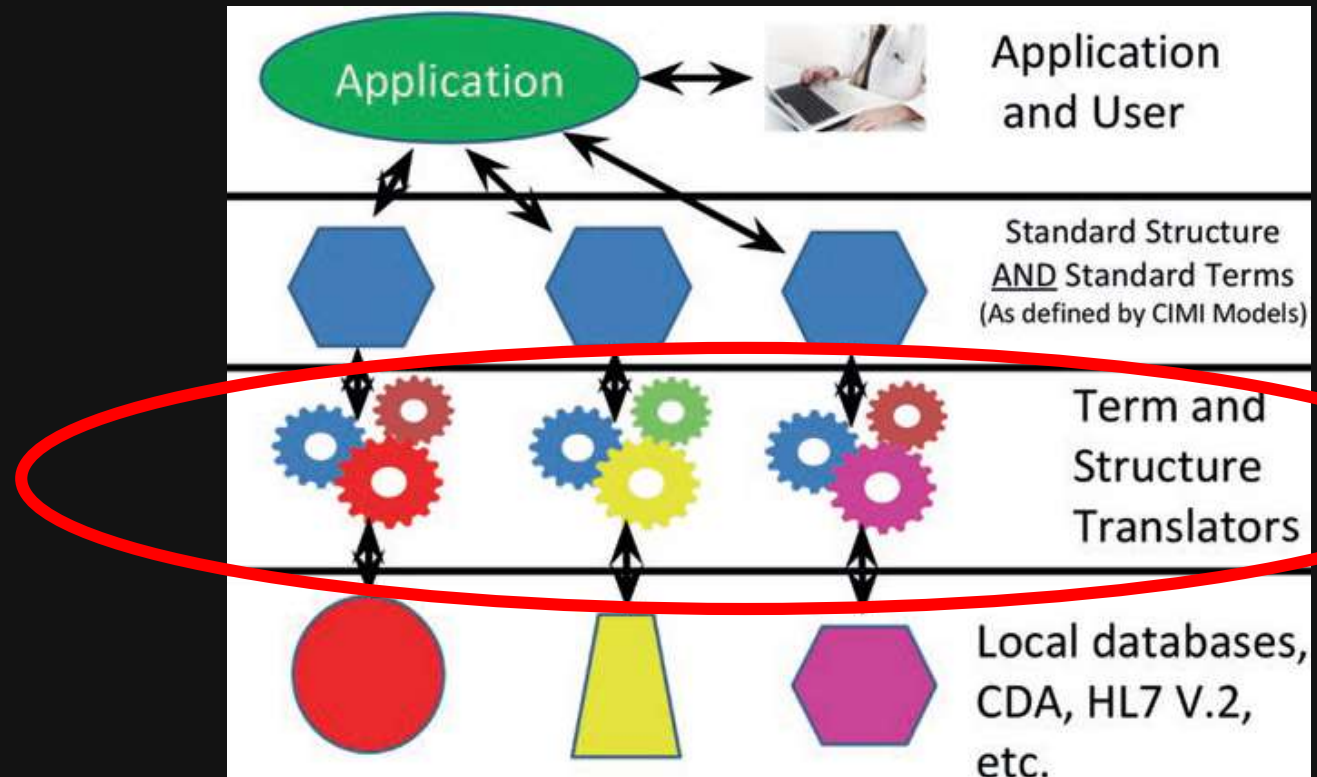 Application
Application
and User
Standard Structure
AND Standard Terms
(As defined by CIMI Models)
Term and
Structure
Translators
Local databases,
CDA, HL7 V.2,
etc.